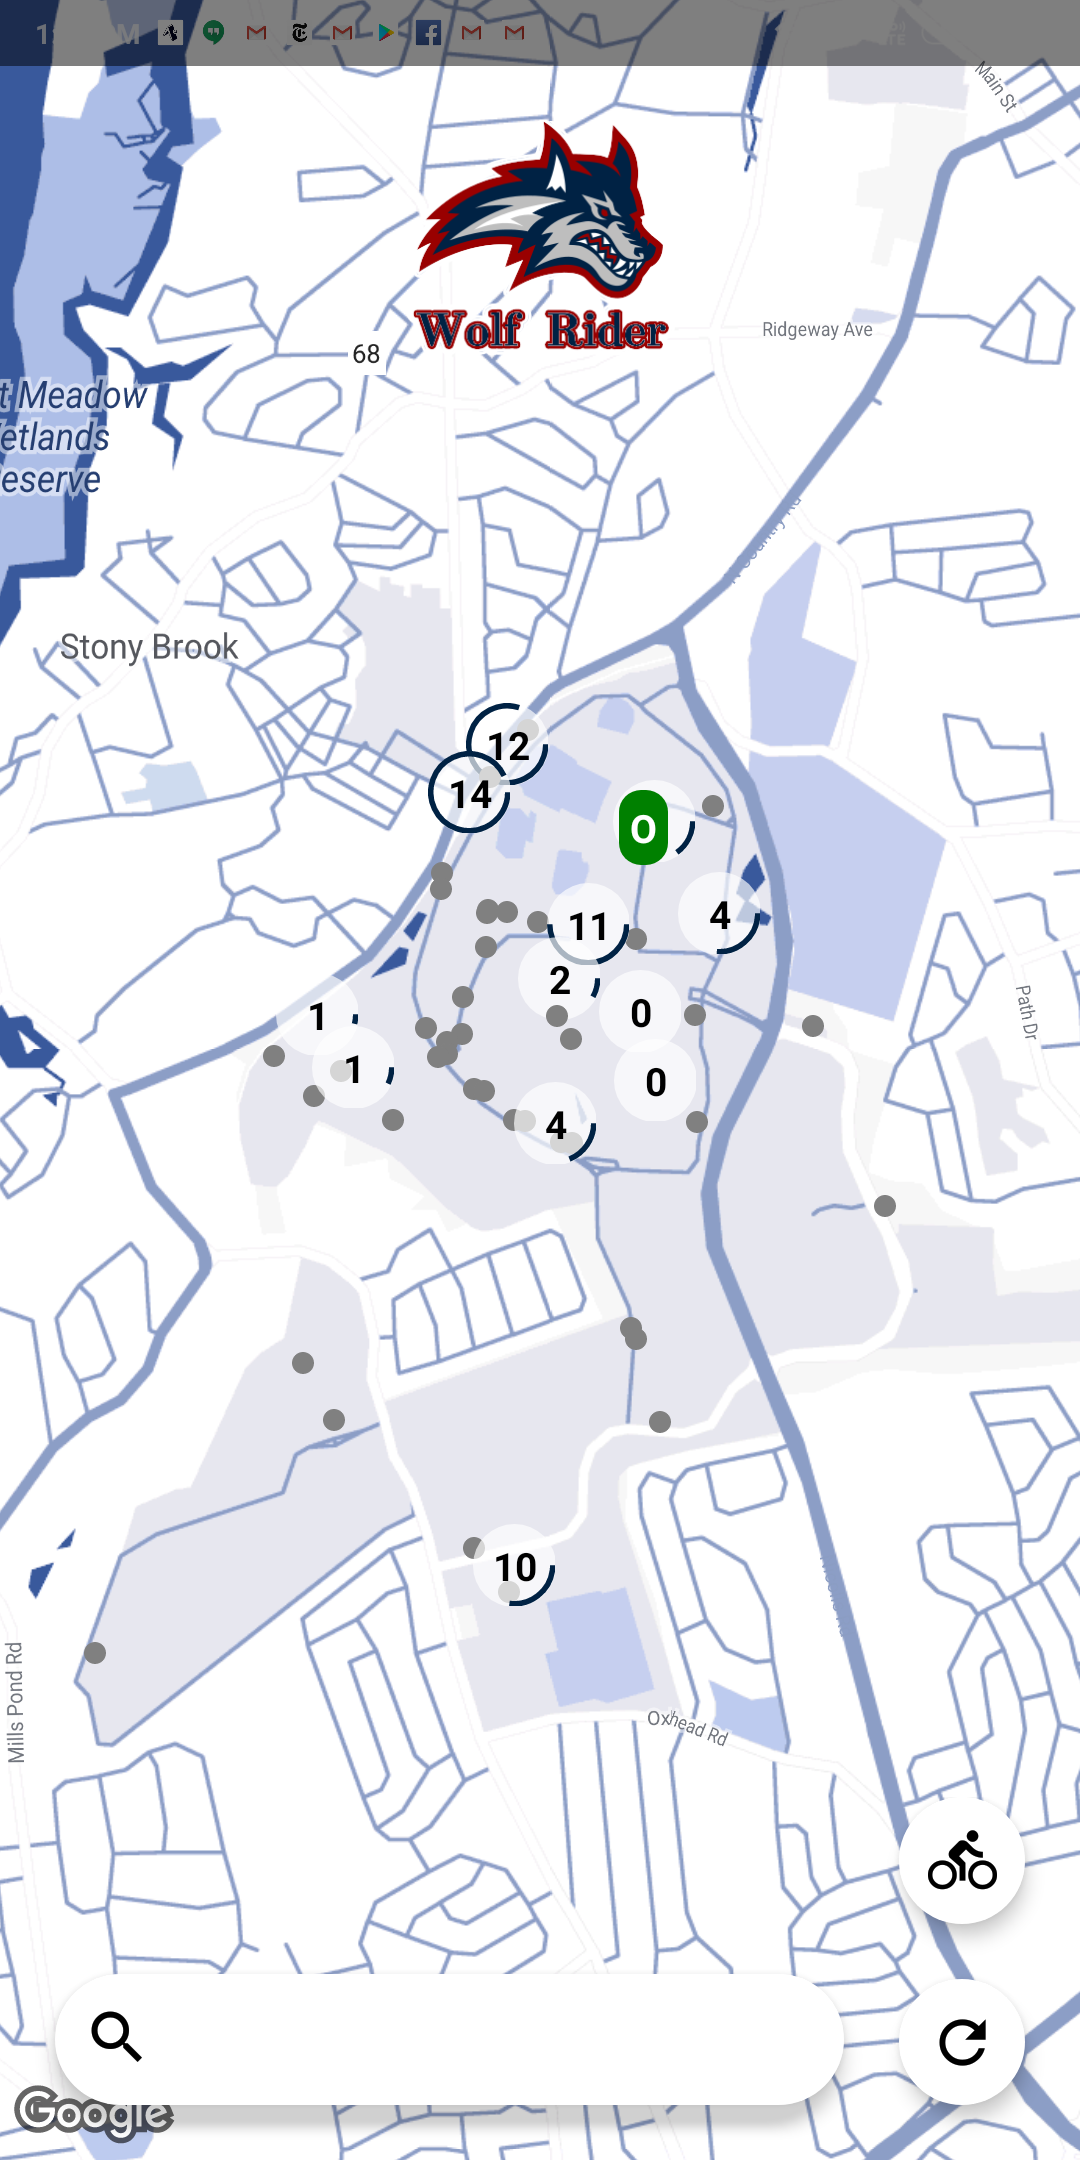 Main St
Wolf Rider
Ridgeway Ave
68
t Meadow
etlands
eserve
Stony Brook
12
14
O
11
4
2
1
0
Path Dr
1
0
4
10
Mills Pond Rd
Oxhead Rd
Google